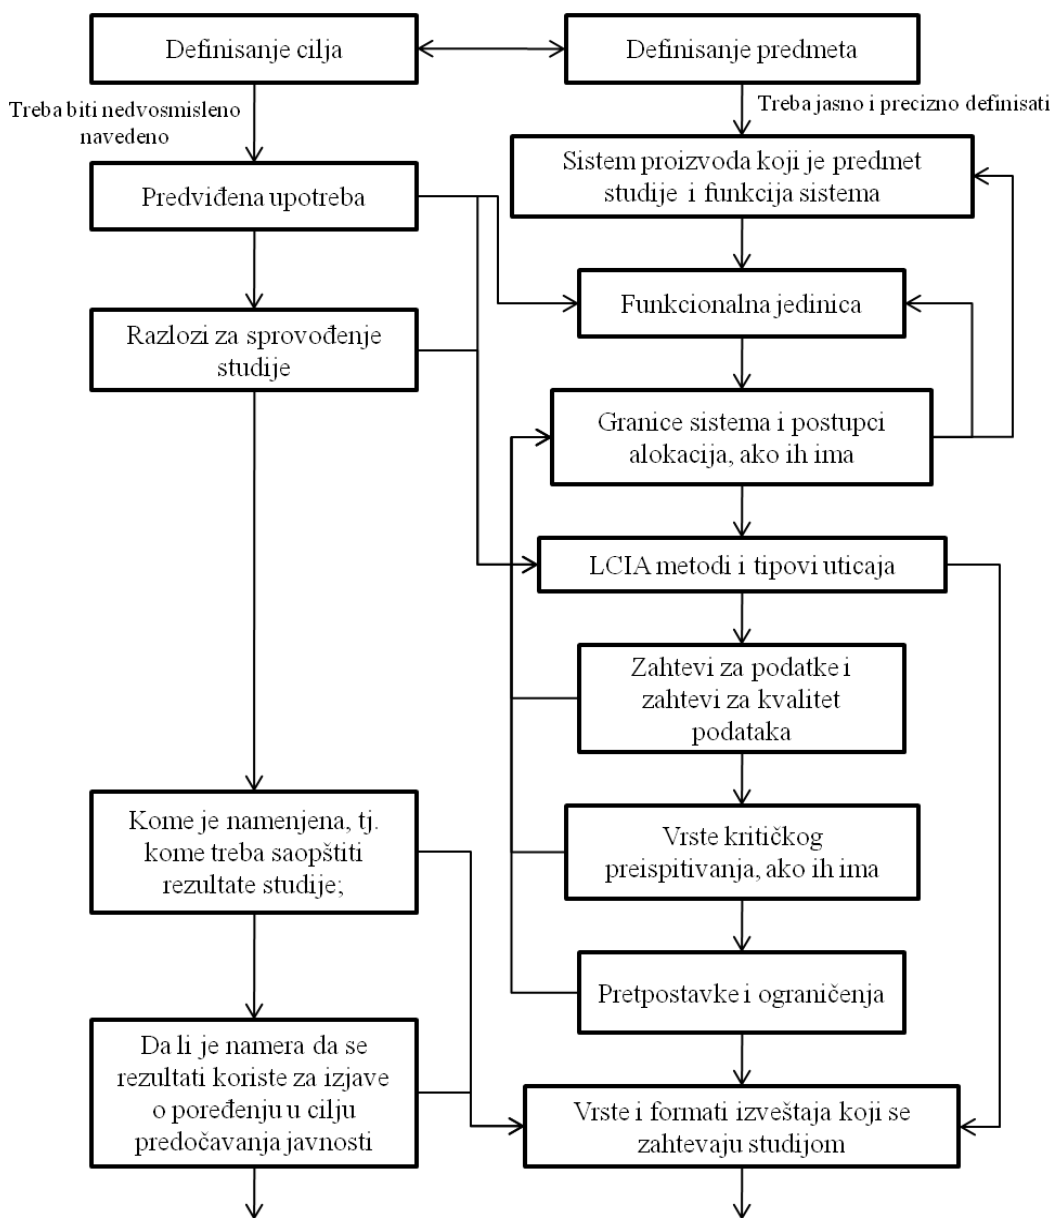 Definisanje cilja
Definisanje predmeta
Treba biti nedvosmisleno
navedeno
Treba jasno i precizno definisati
Predviđena upotreba
Sistem proizvoda koji je predmet
studije i funkcija sistema
Razlozi za sprovođenje
studije
Funkcionalna jedinica
Granice sistema i postupci
alokacija, ako ih ima
LCIA metodi i tipovi uticaja
Zahtevi za podatke i
zahtevi za kvalitet
podataka
Kome je namenjena, tj.
kome treba saopštiti
rezultate studije;
Vrste kritičkog
preispitivanja, ako ih ima
Pretpostavke i ograničenja
Da li je namera da se
rezultati koriste za izjave
o poređenju u cilju
predočavanja javnosti
Vrste i formati izveštaja koji se
zahtevaju studijom